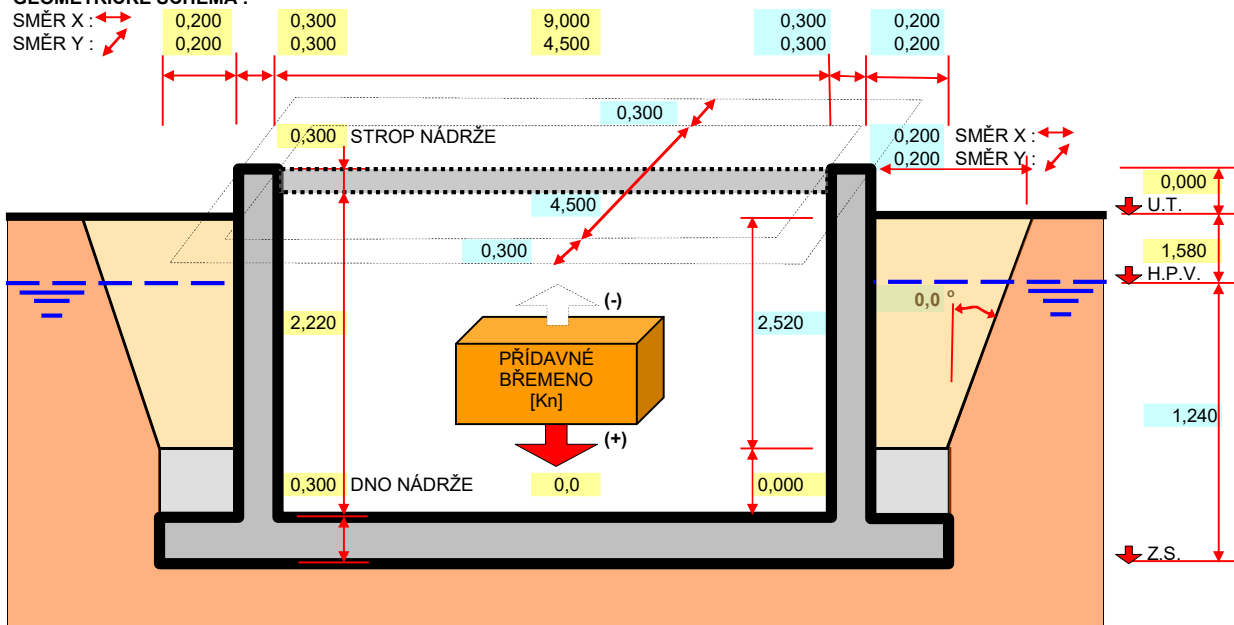 GEOMETRICKÉ SCHÉMA :
SMĚR X : 0,200 0,300 9,000 0,300 0,200
SMĚR Y : 0,200 0,300 4,500 0,300 0,200
0,300
0,300 STROP NÁDRŽE 0,200 SMĚR X :
0,200 SMĚR Y :
0,000
4,500 U.T.
0,300 1,580
H.P.V.
0,0 °
(-)
2,220 2,520
PŘÍDAVNÉ
BŘEMENO
[Kn]
1,240
(+)
0,300 DNO NÁDRŽE 0,0 0,000
Z.S.